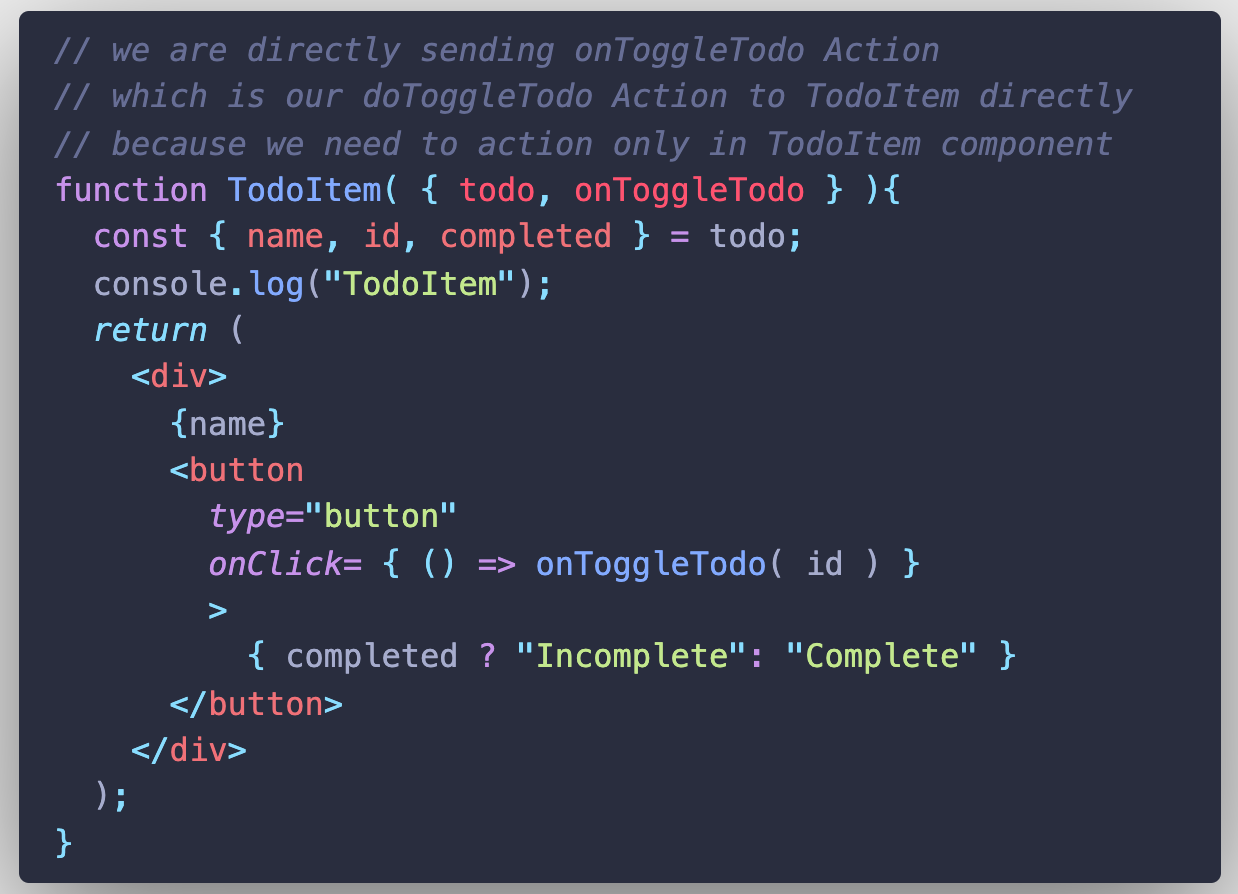 // we are directly sending onToggleTodo Action
// which is our doToggleTodo Action to TodoItem directly
// because we need to action only in TodoItem component
function TodoItem( { todo, onToggleTodo } ){
  const { name, id, completed } = todo;
  console.log("TodoItem");
  return (
    <div>
      {name}
      <button
        type="button"
        onClick= { () => onToggleTodo( id ) }
        >
          { completed ? "Incomplete": "Complete" }
      </button>
    </div>
  );
}